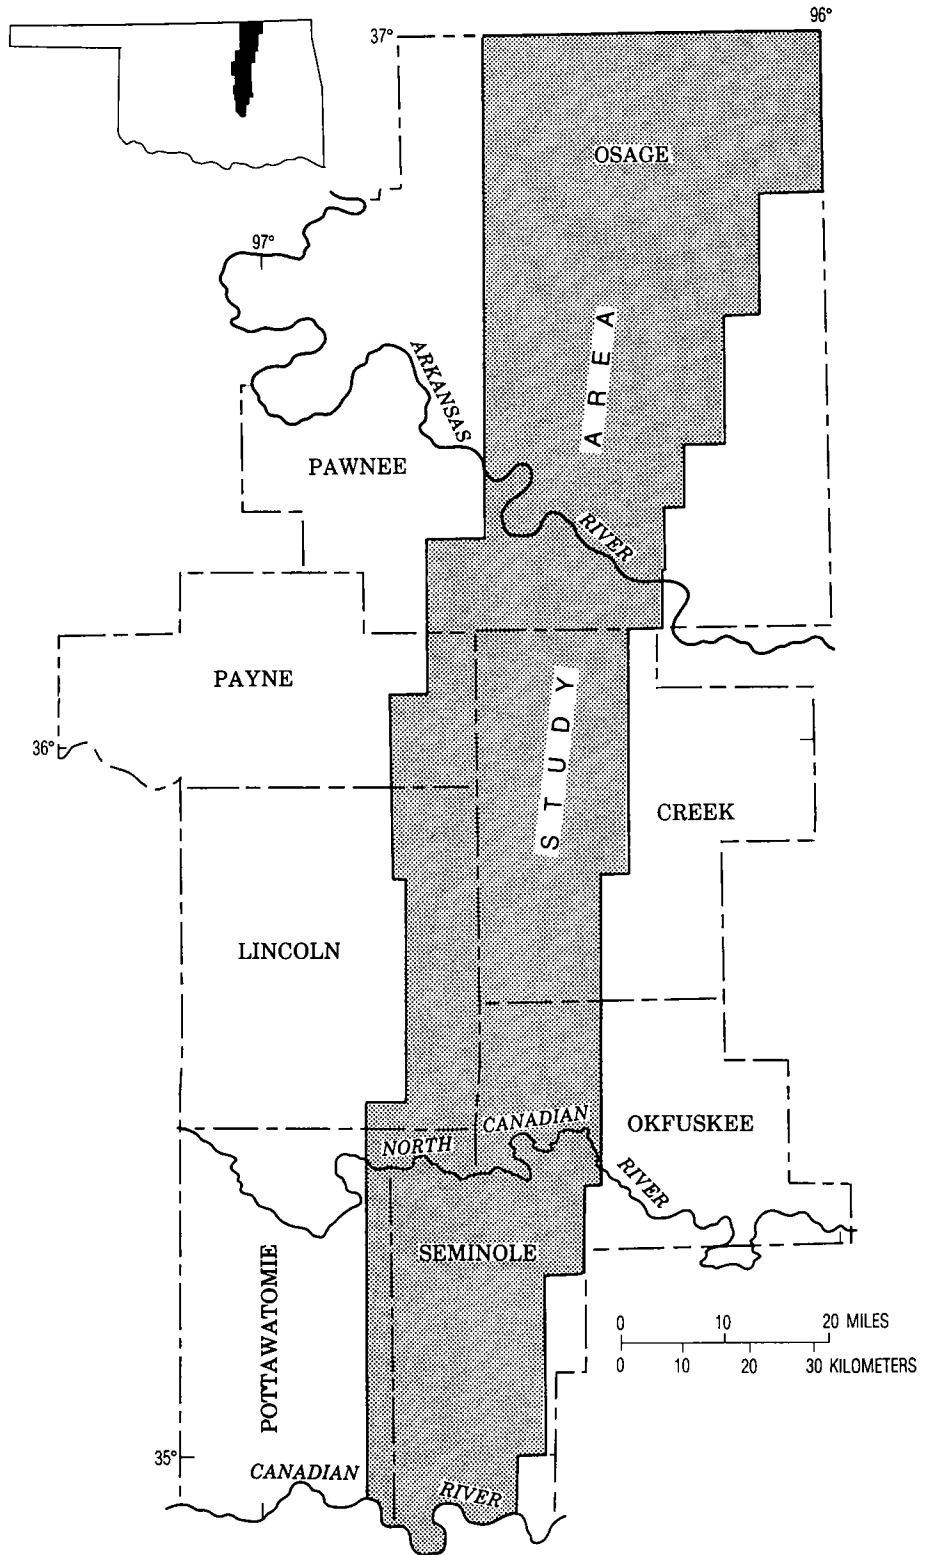 96°
37°
OSAGE
97°
ARKANSAS
RIVER
STUDY AREA
PAWNEE
PAYNE
36°
CREEK
LINCOLN
NORTH CANADIAN
RIVER
OKFUSKEE
SEMINOLE
POTTAWATOMIE
0 10 20 MILES
0 10 20 30 KILOMETERS
35°
CANADIAN
RIVER